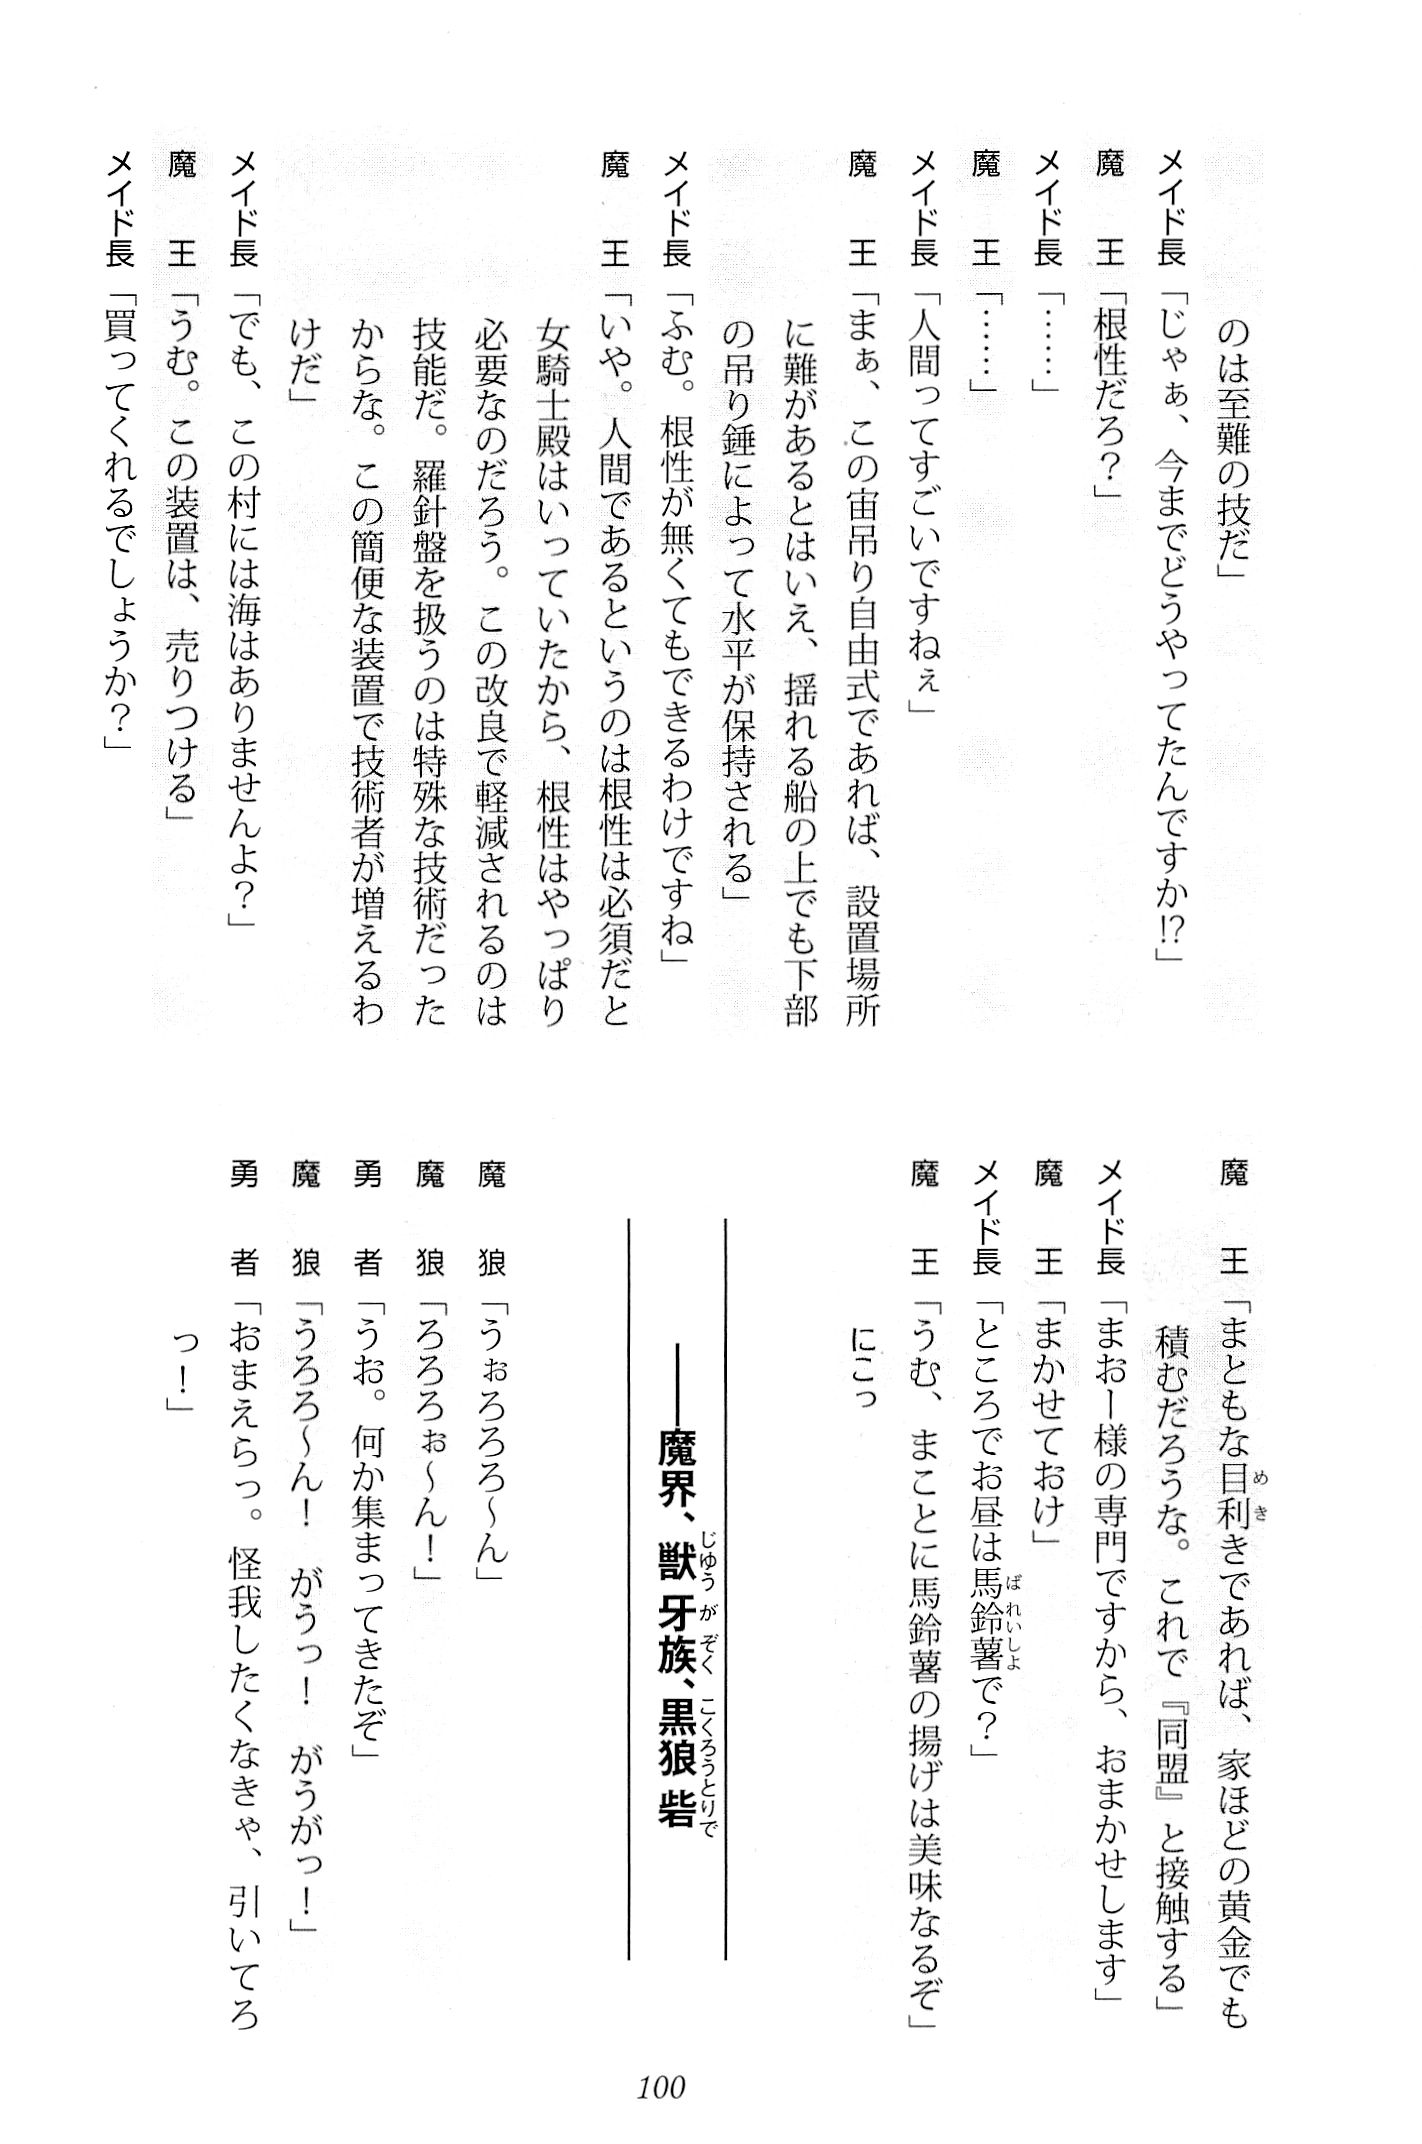 のは至難の技だ」
メイド長「じゃぁ、今までどうやってたんですか!?」
魔　王「根性だろ？」
メイド長「……」
魔　王「……」
メイド長「人間ってすごいですねぇ」
魔　王「まぁ、この宙吊り自由式であれば、設置場所
に難があるとはいえ、揺れる船の上でも下部
の吊り錘によって水平が保持される」
メイド長「ふむ。根性が無くてもできるわけですね」
魔　王「いや。人間であるというのは根性は必須だと
女騎士殿はいっていたから、根性はやっぱり
必要なのだろう。この改良で軽減されるのは
技能だ。羅針盤を扱うのは特殊な技術だった
からな。この簡便な装置で技術者が増えるわ
けだ」
メイド長「でも、この村には海はありませんよ？」
魔　王「うむ。この装置は、売りつける」
メイド長「買ってくれるでしょうか？」
魔　王「まともな目利きであれば、家ほどの黄金でも
めき
積むだろうな。これで『同盟』と接触する」
メイド長「まおー様の専門ですから、おまかせします」
魔　王「まかせておけ」
メイド長「ところでお昼は馬鈴薯で？」
ばれいしよ
魔　王「うむ、まことに馬鈴薯の揚げは美味なるぞ」
にこっ
――魔界、獣牙族、黒狼砦
じゆうがぞく　こくろうとりで
魔　狼「うぉろろろ～ん」
魔　狼「ろろろぉ～ん！」
勇　者「うお。何か集まってきたぞ」
魔　狼「うろろ～ん！　がうっ！　がうがっ！」
勇　者「おまえらっ。怪我したくなきゃ、引いてろ
っ！」
100